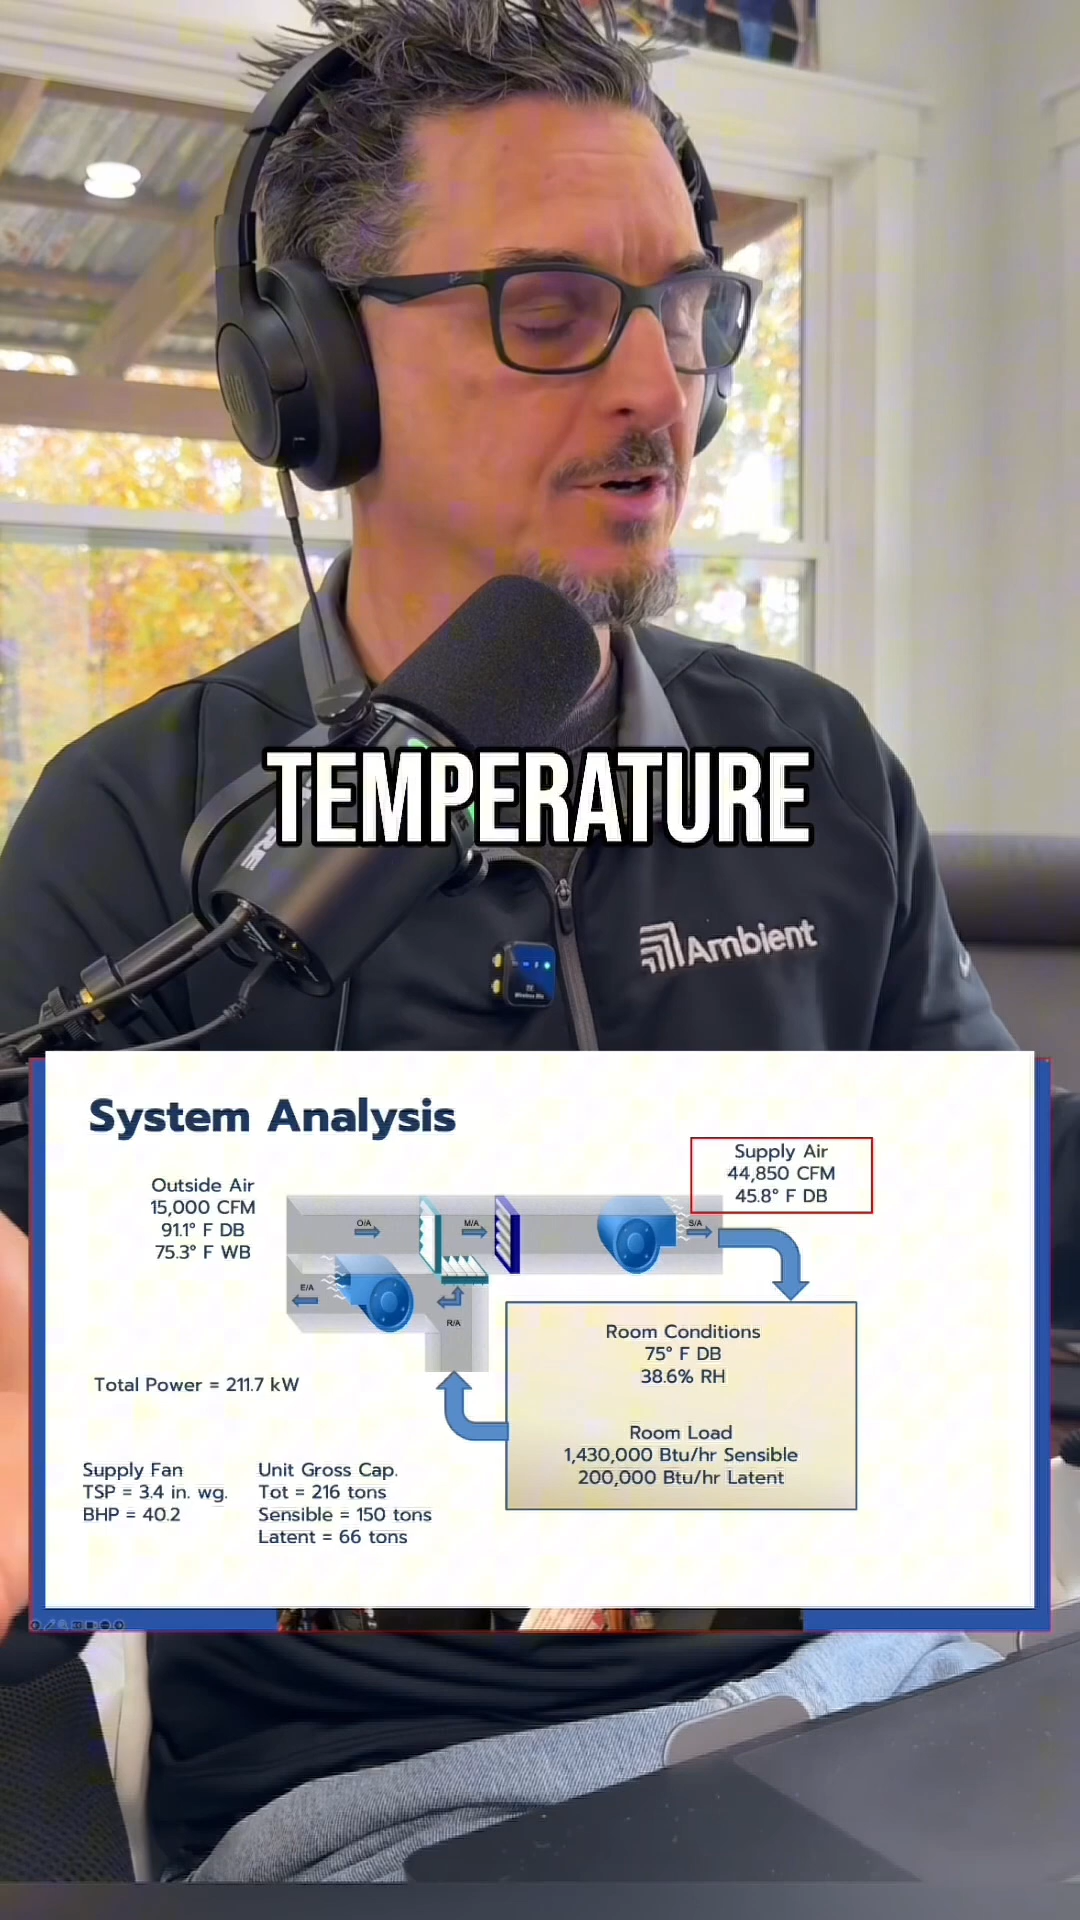 TEMPERATURE
Ambient
System Analysis
Outside Air
15,000 CFM
91.1° F DB
75.3° F WB
Supply Air
44,850 CFM
45.8° F DB
O/A
M/A
S/A
E/A
R/A
Room Conditions
75° F DB
38.6% RH
Room Load
1,430,000 Btu/hr Sensible
200,000 Btu/hr Latent
Total Power = 211.7 kW
Supply Fan
TSP = 3.4 in. wg.
BHP = 40.2
Unit Gross Cap.
Tot = 216 tons
Sensible = 150 tons
Latent = 66 tons